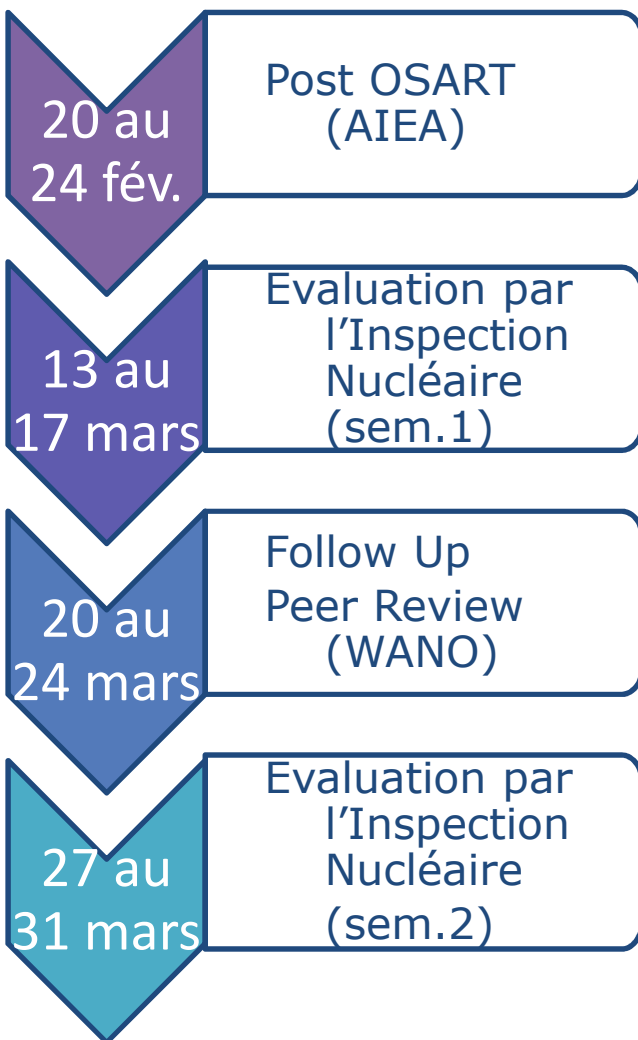 20 au
24 fév.
Post OSART
(AIEA)
13 au
17 mars
Evaluation par
l’Inspection
Nucléaire
(sem.1)
20 au
24 mars
Follow Up
Peer Review
(WANO)
27 au
31 mars
Evaluation par
l’Inspection
Nucléaire
(sem.2)